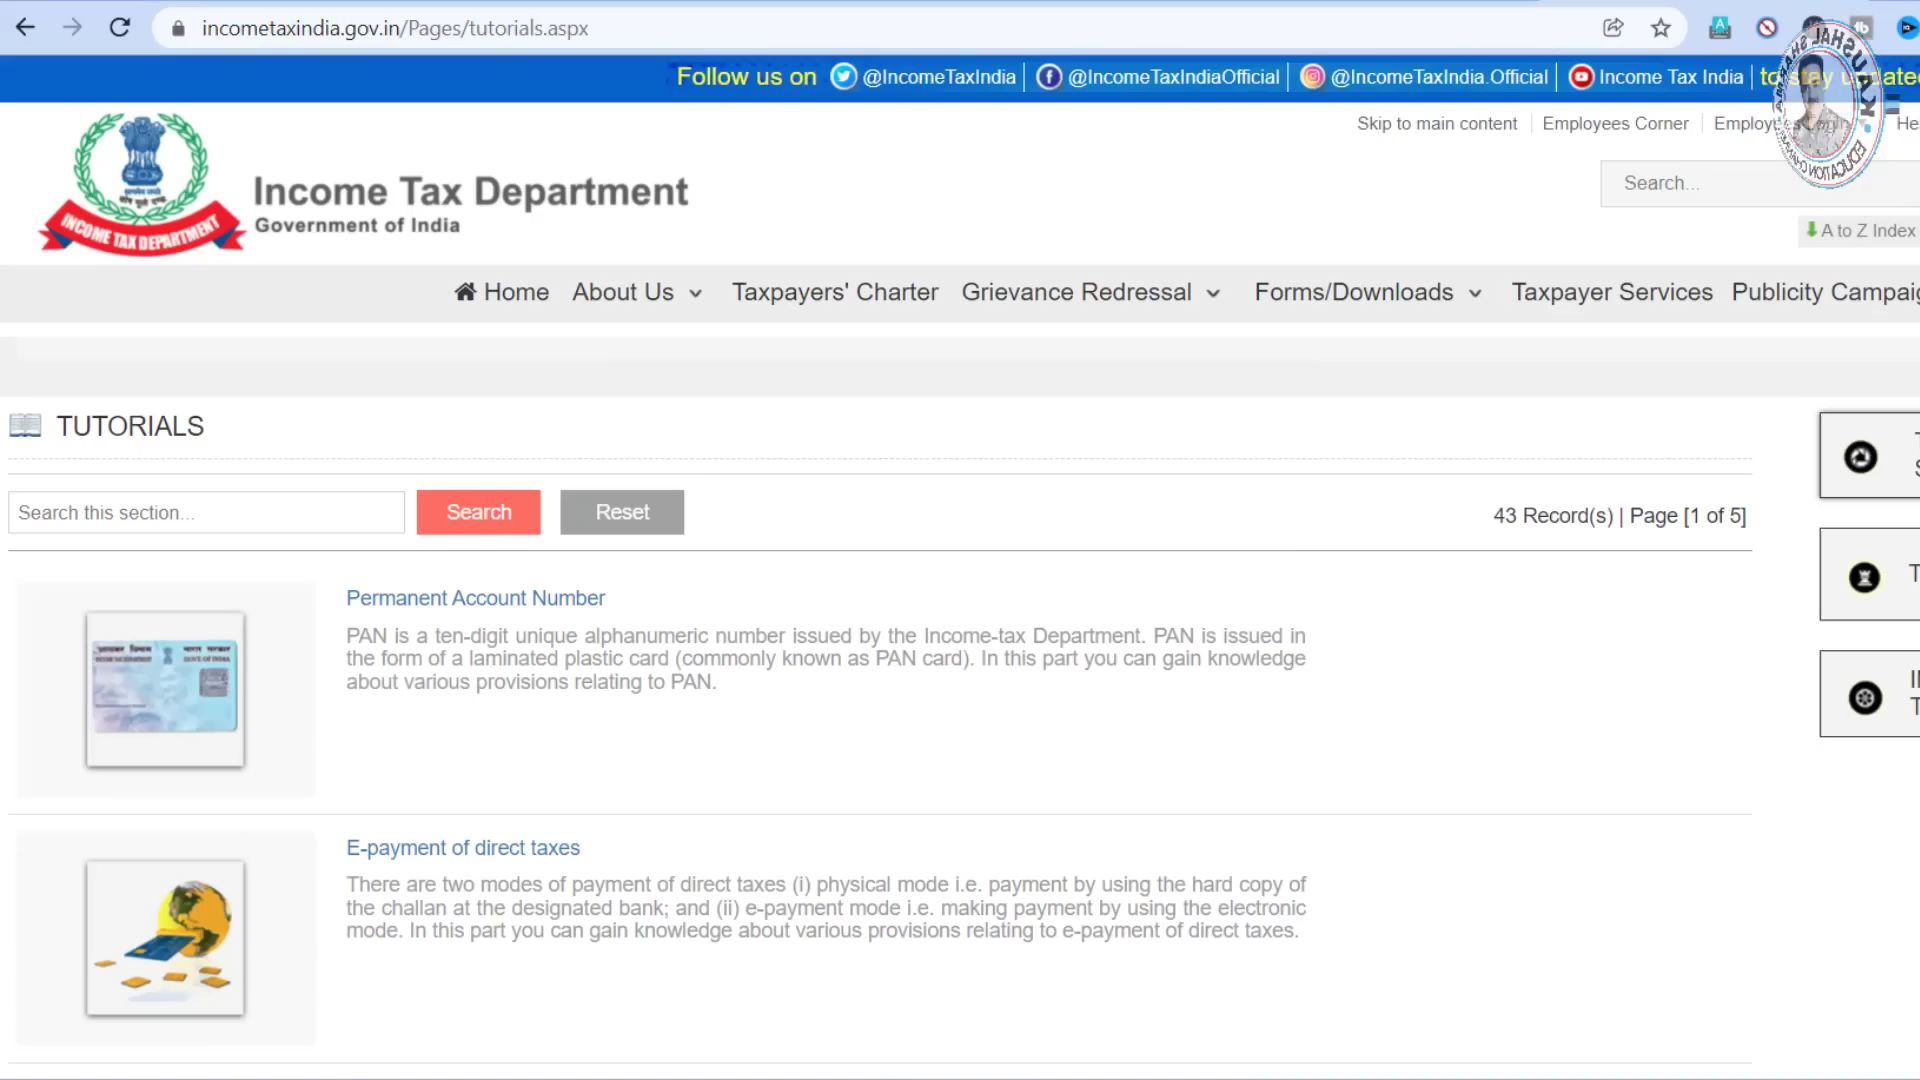 incometaxindia.gov.in/Pages/tutorials.aspx
Follow us on @IncomeTaxIndia @IncomeTaxIndiaOfficial @IncomeTaxIndia.Official Income Tax India to stay update
Skip to main content Employees Corner Employees Login He
INCOME TAX DEPARTMENT
Income Tax Department
Government of India
Search...
A to Z Index
Home About Us Taxpayers' Charter Grievance Redressal Forms/Downloads Taxpayer Services Publicity Campaig
TUTORIALS
Search this section...
Search
Reset
43 Record(s) | Page [1 of 5]
Permanent Account Number
PAN is a ten-digit unique alphanumeric number issued by the Income-tax Department. PAN is issued in
the form of a laminated plastic card (commonly known as PAN card). In this part you can gain knowledge
about various provisions relating to PAN.
E-payment of direct taxes
There are two modes of payment of direct taxes (i) physical mode i.e. payment by using the hard copy of
the challan at the designated bank; and (ii) e-payment mode i.e. making payment by using the electronic
mode. In this part you can gain knowledge about various provisions relating to e-payment of direct taxes.